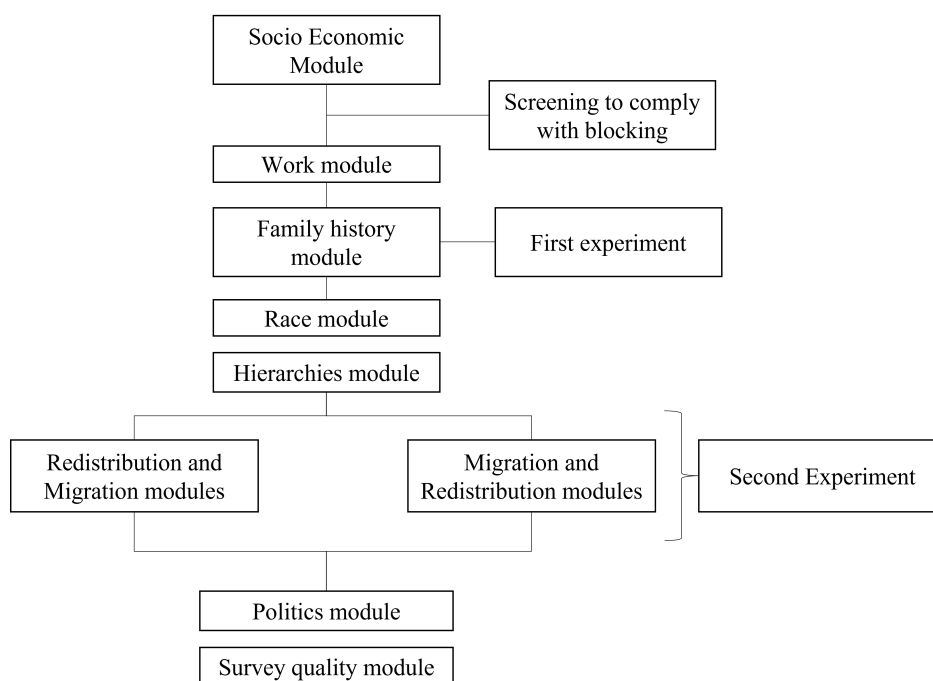 Socio Economic
Module
Screening to comply
with blocking
Work module
Family history
module
First experiment
Race module
Hierarchies module
Redistribution and
Migration modules
Migration and
Redistribution modules
Second Experiment
Politics module
Survey quality module